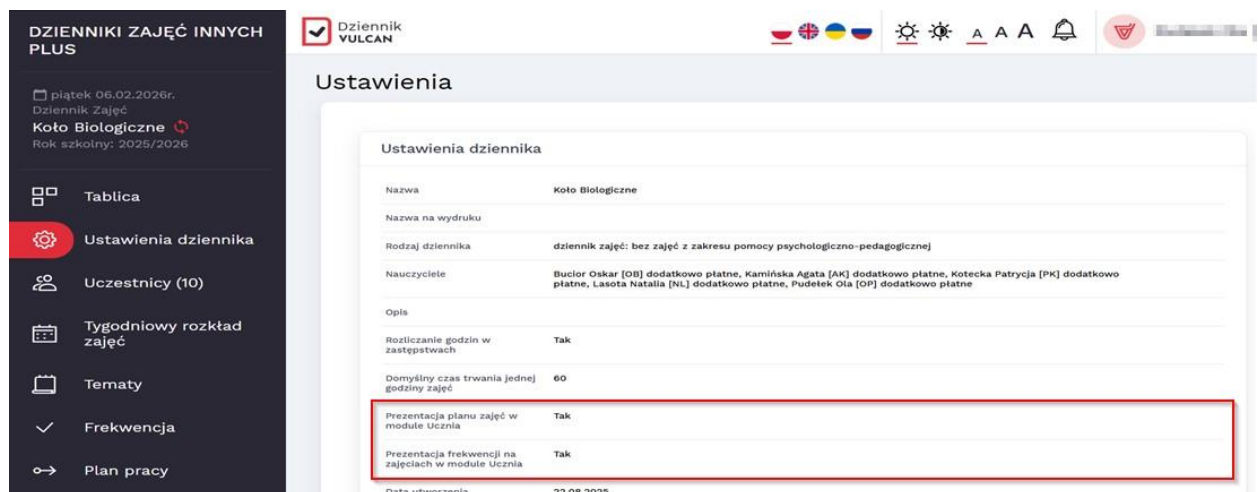 DZIENNIKI ZAJĘĆ INNYCH
PLUS
piątek 06.02.2026r.
Dziennik Zajęć
Koło Biologiczne
Rok szkolny: 2025/2026
Tablica
Ustawienia dziennika
Uczestnicy (10)
Tygodniowy rozkład
zajęć
Tematy
Frekwencja
Plan pracy
Dziennik
VULCAN
A A A
Ustawienia
Ustawienia dziennika
Nazwa Koło Biologiczne
Nazwa na wydruku
Rodzaj dziennika dziennik zajęć: bez zajęć z zakresu pomocy psychologiczno-pedagogicznej
Nauczyciele Bucior Oskar [OB] dodatkowo płatne, Kamińska Agata [AK] dodatkowo płatne, Kotecka Patrycja [PK] dodatkowo
płatne, Lasota Natalia [NL] dodatkowo płatne, Pudełek Ola [OP] dodatkowo płatne
Opis
Rozliczanie godzin w Tak
zastępstwach
Domyślny czas trwania jednej 60
godziny zajęć
Prezentacja planu zajęć w Tak
module Ucznia
Prezentacja frekwencji na Tak
zajęciach w module Ucznia
Data utworzenia 22.08.2025